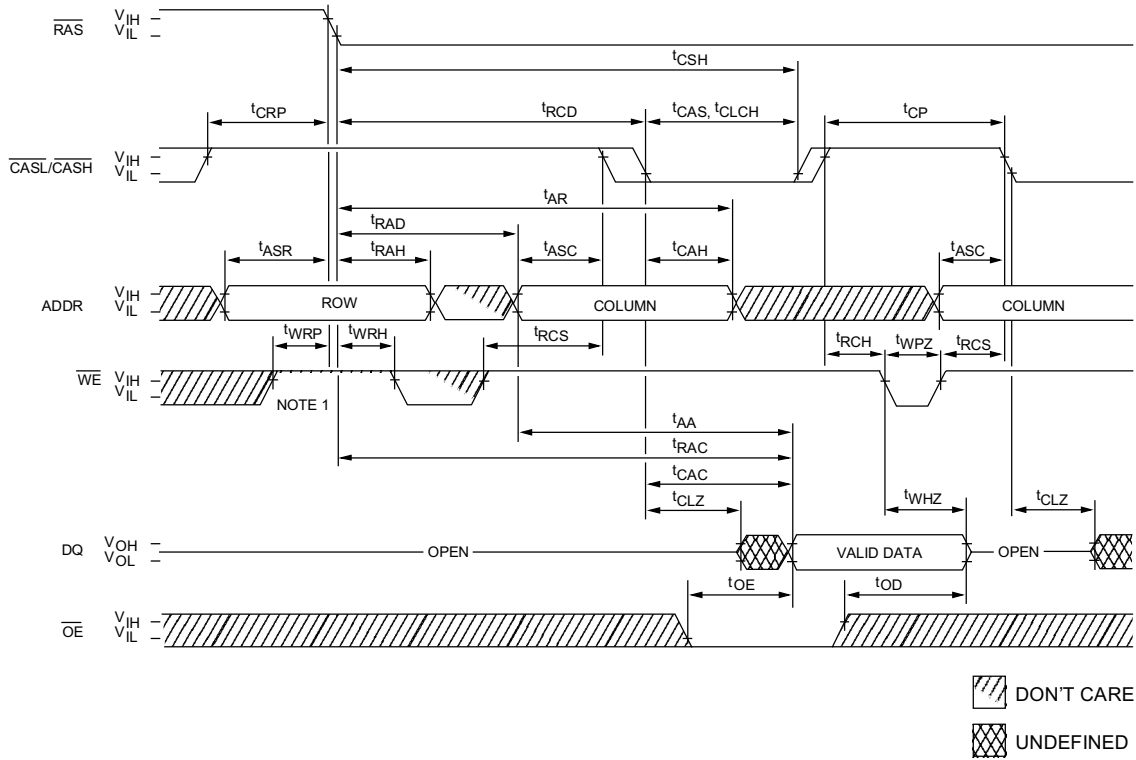 RAS VIH VIL
tCSH
tCRP tRCD tCAS, tCLCH tCP
CASL/CASH VIH VIL
tAR
tRAD
tASR tRAH tASC tCAH tASC
ADDR VIH VIL ROW COLUMN COLUMN
tWRP tWRH tRCS tRCH tWPZ tRCS
WE VIH VIL
NOTE 1
tAA
tRAC
tCAC
tCLZ tWHZ tCLZ
DQ VOH VOL OPEN VALID DATA OPEN
tOE tOD
OE VIH VIL
DON'T CARE
UNDEFINED